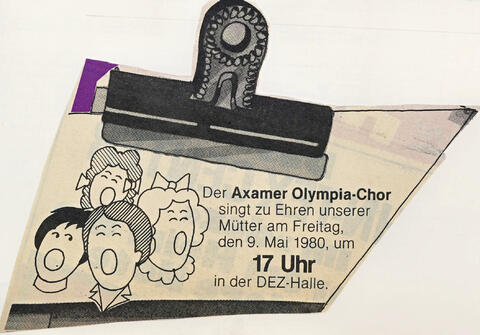 Der Axamer Olympia-Chor
singt zu Ehren unserer
Mütter am Freitag,
den 9. Mai 1980, um
17 Uhr
in der DEZ-Halle.